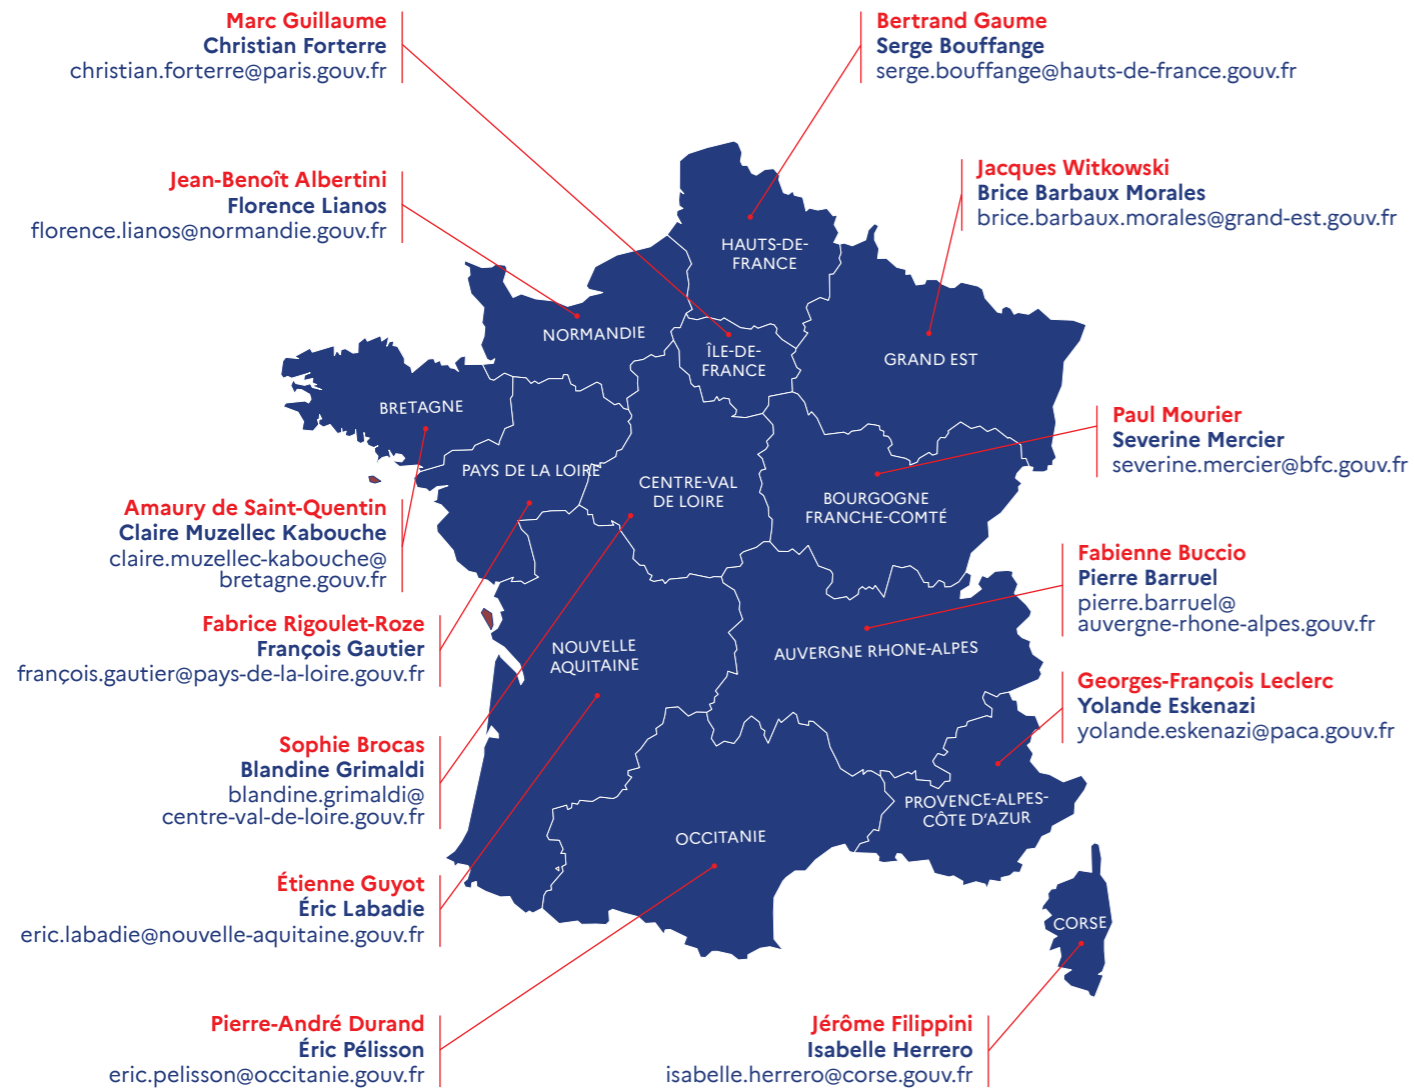 Marc Guillaume
Christian Forterre
christian.forterre@paris.gouv.fr
Bertrand Gaume
Serge Bouffange
serge.bouffange@hauts-de-france.gouv.fr
Jean-Benoît Albertini
Florence Lianos
florence.lianos@normandie.gouv.fr
Jacques Witkowski
Brice Barbaux Morales
brice.barbaux.morales@grand-est.gouv.fr
HAUTS-DE-
FRANCE
NORMANDIE
ÎLE-DE-
FRANCE
GRAND EST
BRETAGNE
PAYS DE LA LOIRE
CENTRE-VAL
DE LOIRE
BOURGOGNE
FRANCHE-COMTÉ
Paul Mourier
Severine Mercier
severine.mercier@bfc.gouv.fr
Amaury de Saint-Quentin
Claire Muzellec Kabouche
claire.muzellec-kabouche@
bretagne.gouv.fr
Fabienne Buccio
Pierre Barruel
pierre.barruel@
auvergne-rhone-alpes.gouv.fr
Fabrice Rigoulet-Roze
François Gautier
françois.gautier@pays-de-la-loire.gouv.fr
NOUVELLE
AQUITAINE
AUVERGNE RHONE-ALPES
Georges-François Leclerc
Yolande Eskenazi
yolande.eskenazi@paca.gouv.fr
Sophie Brocas
Blandine Grimaldi
blandine.grimaldi@
centre-val-de-loire.gouv.fr
PROVENCE-ALPES-
CÔTE D'AZUR
OCCITANIE
Étienne Guyot
Éric Labadie
eric.labadie@nouvelle-aquitaine.gouv.fr
CORSE
Pierre-André Durand
Éric Pélisson
eric.pelisson@occitanie.gouv.fr
Jérôme Filippini
Isabelle Herrero
isabelle.herrero@corse.gouv.fr